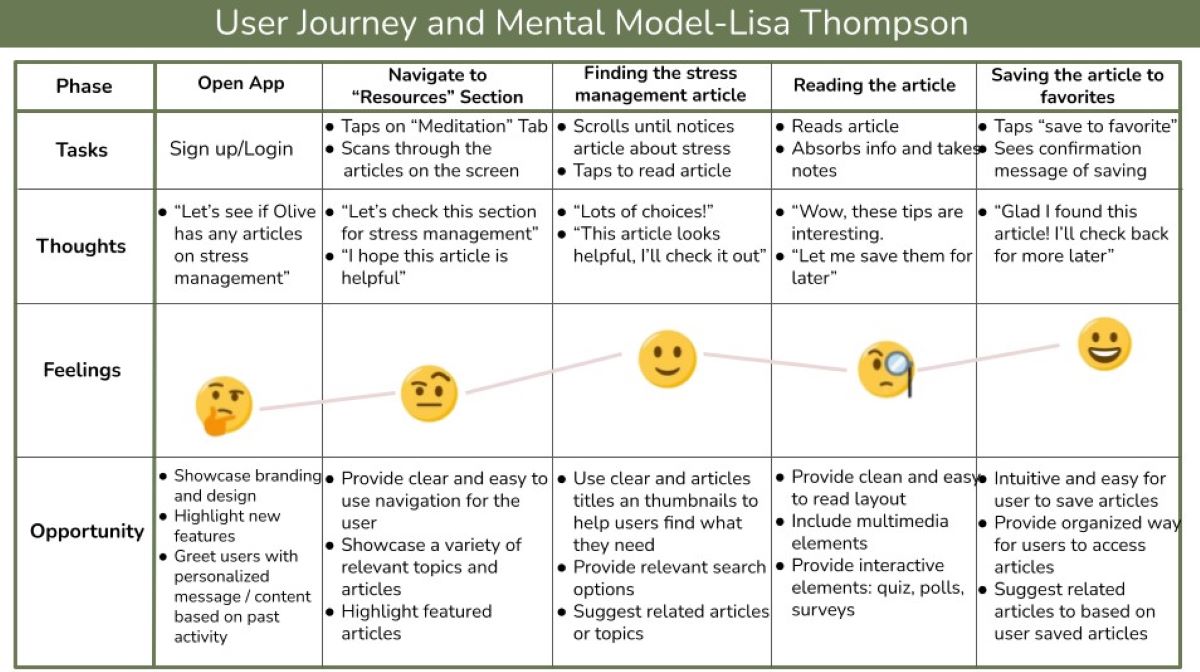 User Journey and Mental Model-Lisa Thompson
Phase
Open App
Navigate to
“Resources” Section
Finding the stress
management article
Reading the article
Saving the article to
favorites
Tasks
Sign up/Login
● Taps on “Meditation” Tab
● Scans through the
articles on the screen
● Scrolls until notices
article about stress
● Taps to read article
● Reads article
● Absorbs info and takes
notes
● Taps “save to favorite”
● Sees confirmation
message of saving
Thoughts
● “Let’s see if Olive
has any articles
on stress
management”
● “Let’s check this section
for stress management”
● “I hope this article is
helpful”
● “Lots of choices!”
● “This article looks
helpful, I’ll check it out”
● “Wow, these tips are
interesting.
● “Let me save them for
later”
● “Glad I found this
article! I’ll check back
for more later”
Feelings
Opportunity
● Showcase branding
and design
● Highlight new
features
● Greet users with
personalized
message / content
based on past
activity
● Provide clear and easy to
use navigation for the
user
● Showcase a variety of
relevant topics and
articles
● Highlight featured
articles
● Use clear and articles
titles an thumbnails to
help users find what
they need
● Provide relevant search
options
● Suggest related articles
or topics
● Provide clean and easy
to read layout
● Include multimedia
elements
● Provide interactive
elements: quiz, polls,
surveys
● Intuitive and easy for
user to save articles
● Provide organized way
for users to access
articles
● Suggest related
articles to based on
user saved articles